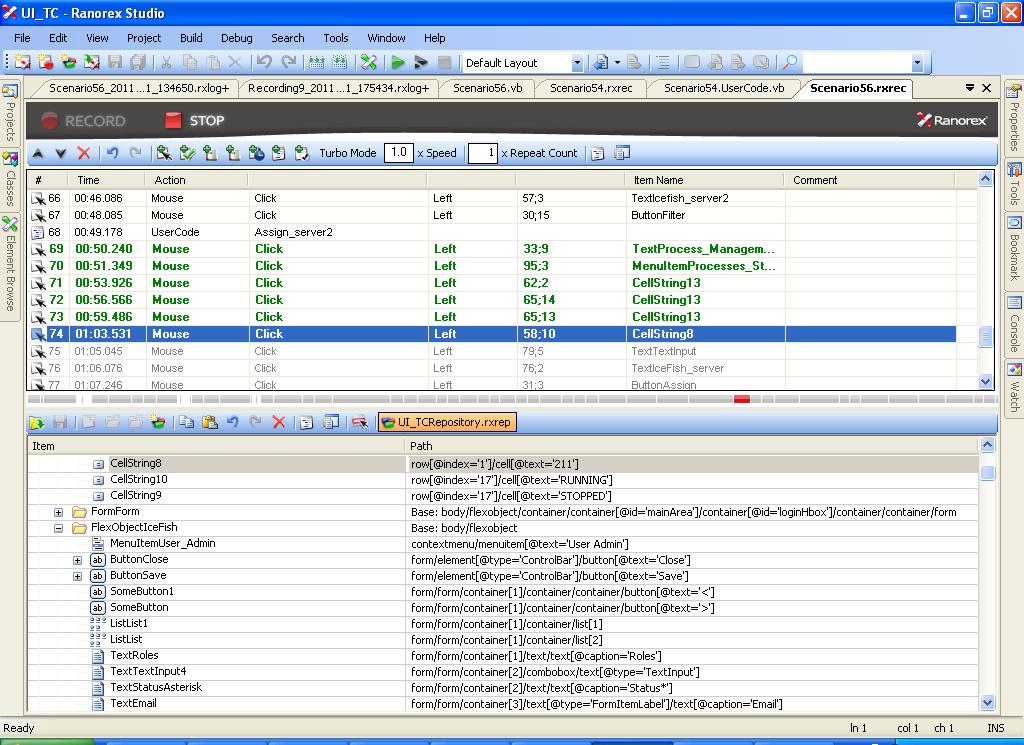 UI_TC - Ranorex Studio
File Edit View Project Build Debug Search Tools Window Help
Default Layout
Scenario56_2011...1_134650.rxlog+ Recording9_2011...1_175434.rxlog+ Scenario56.vb Scenario54.rxrec Scenario54.UserCode.vb Scenario56.rxrec
Projects
Classes
Element Browse
Properties
Tools
Bookmark
Console
Watch
RECORD STOP Ranorex
Turbo Mode 1.0 x Speed 1 x Repeat Count
# Time Action Item Name Comment
66 00:46.086 Mouse Click Left 57;3 TextIcefish_server2
67 00:48.085 Mouse Click Left 30;15 ButtonFilter
68 00:49.178 UserCode Assign_server2
69 00:50.240 Mouse Click Left 33;9 TextProcess_Managem...
70 00:51.349 Mouse Click Left 95;3 MenuItemProcesses_St...
71 00:53.926 Mouse Click Left 62;2 CellString13
72 00:56.566 Mouse Click Left 65;14 CellString13
73 00:59.486 Mouse Click Left 65;13 CellString13
74 01:03.531 Mouse Click Left 58;10 CellString8
75 01:05.045 Mouse Click Left 79;5 TextTextInput
76 01:06.076 Mouse Click Left 76;2 TextIceFish_server
77 01:07.246 Mouse Click Left 31;3 ButtonAssign
UI_TCRepository.rxrep
Item Path
CellString8 row[@index='1']/cell[@text='211']
CellString10 row[@index='17']/cell[@text='RUNNING']
CellString9 row[@index='17']/cell[@text='STOPPED']
FormForm Base: body/flexobject/container/container[@id='mainArea']/container[@id='loginHbox']/container/container/form
FlexObjectIceFish Base: body/flexobject
MenuItemUser_Admin contextmenu/menuitem[@text='User Admin']
ab ButtonClose form/element[@type='ControlBar']/button[@text='Close']
ab ButtonSave form/element[@type='ControlBar']/button[@text='Save']
ab SomeButton1 form/form/container[1]/container/container/button[@text='<']
ab SomeButton form/form/container[1]/container/container/button[@text='>']
ListList1 form/form/container[1]/container/list[1]
ListList form/form/container[1]/container/list[2]
TextRoles form/form/container[1]/text/text[@caption='Roles']
TextTextInput4 form/form/container[2]/combobox/text[@type='TextInput']
TextStatusAsterisk form/form/container[2]/text/text[@caption='Status*']
TextEmail form/form/container[3]/text[@type='FormItemLabel']/text[@caption='Email']
Ready ln 1 col 1 ch 1 INS